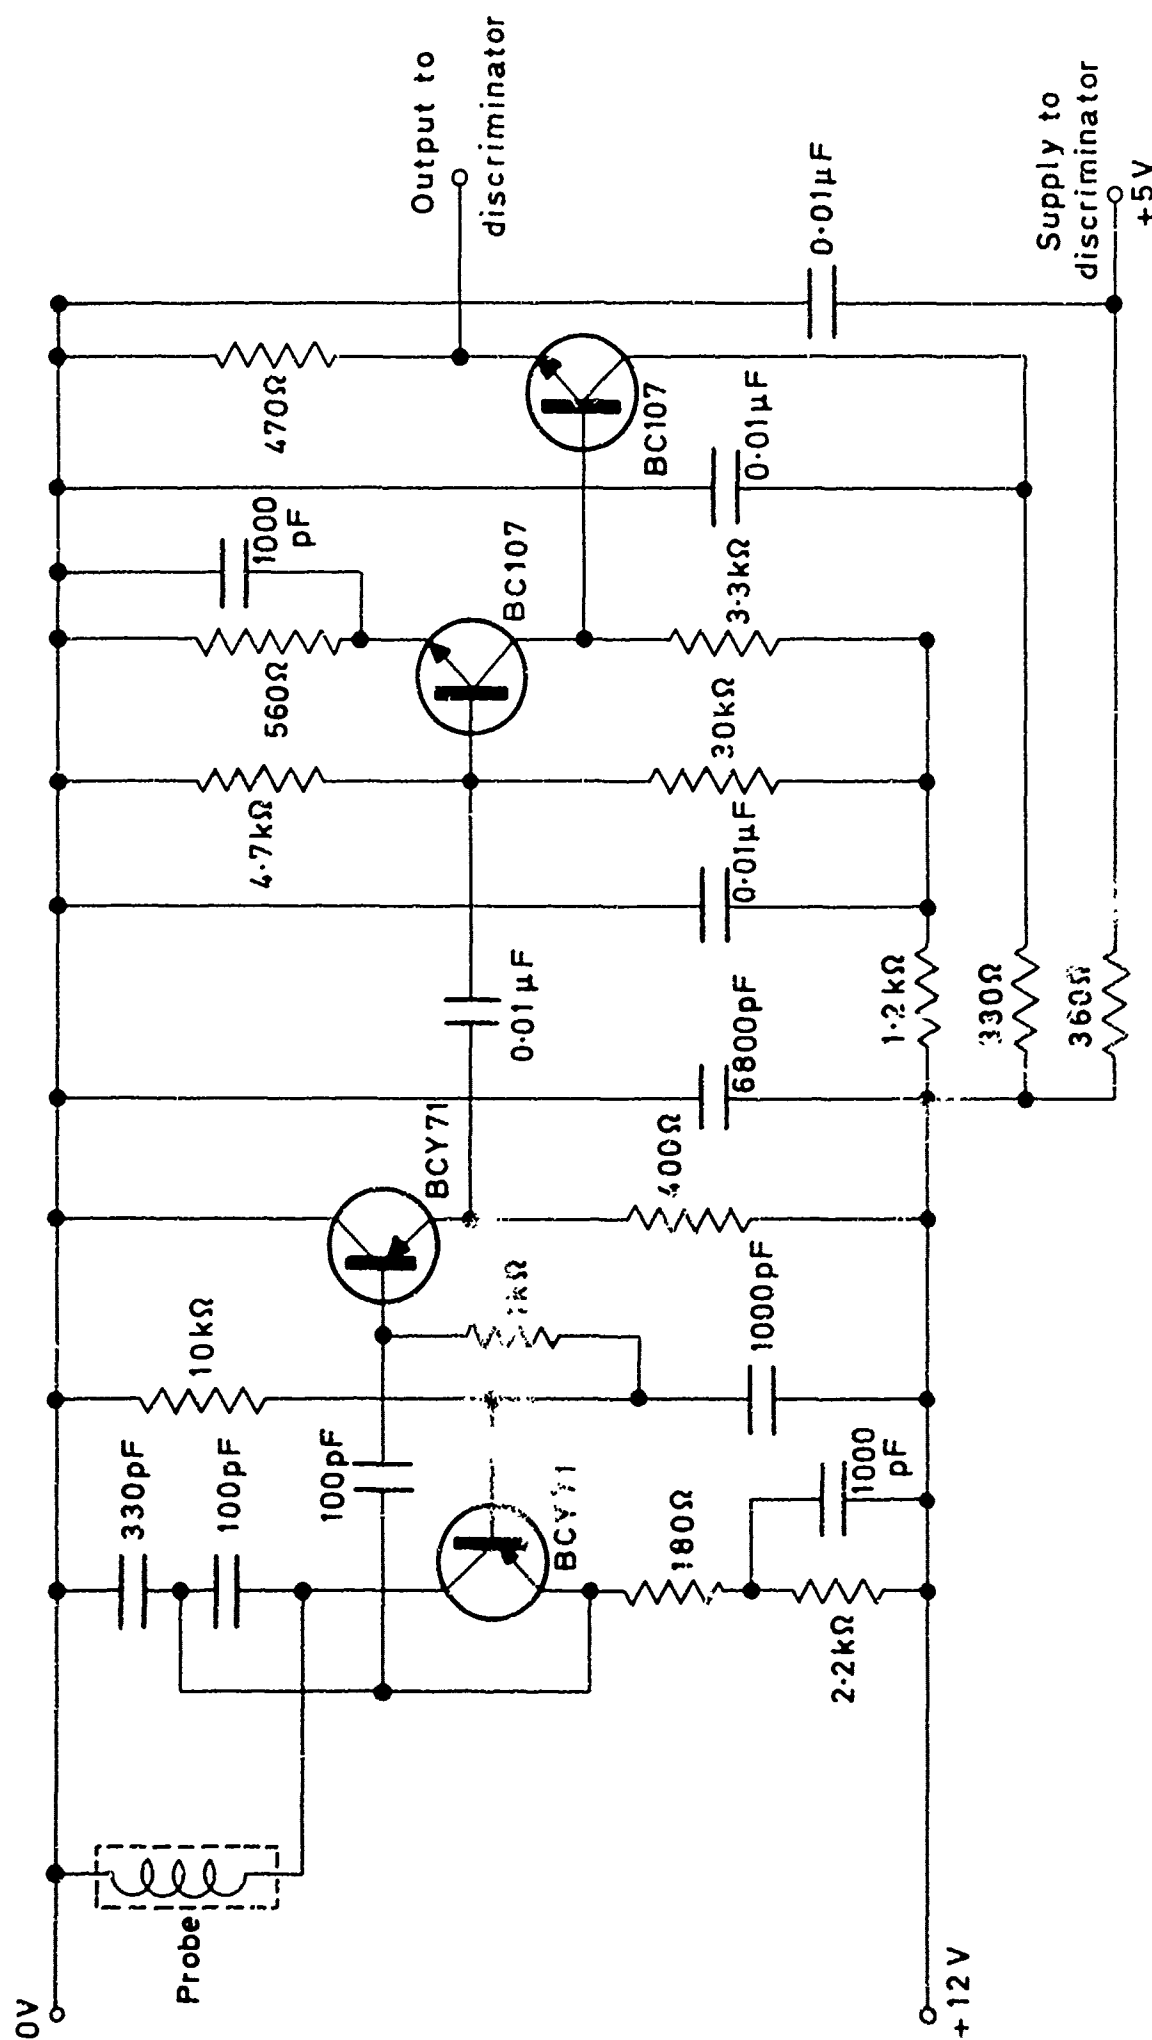 0V
Probe
+12V
330pF
100pF
10kΩ
100pF
BCY71
1kΩ
BCY71
180Ω
2.2kΩ
1000
pF
1000pF
400Ω
6800pF
0.01µF
0.01µF
1.2kΩ
330Ω
360Ω
4.7kΩ
30kΩ
560Ω
1000
pF
BC107
3.3kΩ
470Ω
BC107
0.01µF
0.01µF
Output to
discriminator
Supply to
discriminator
+5V